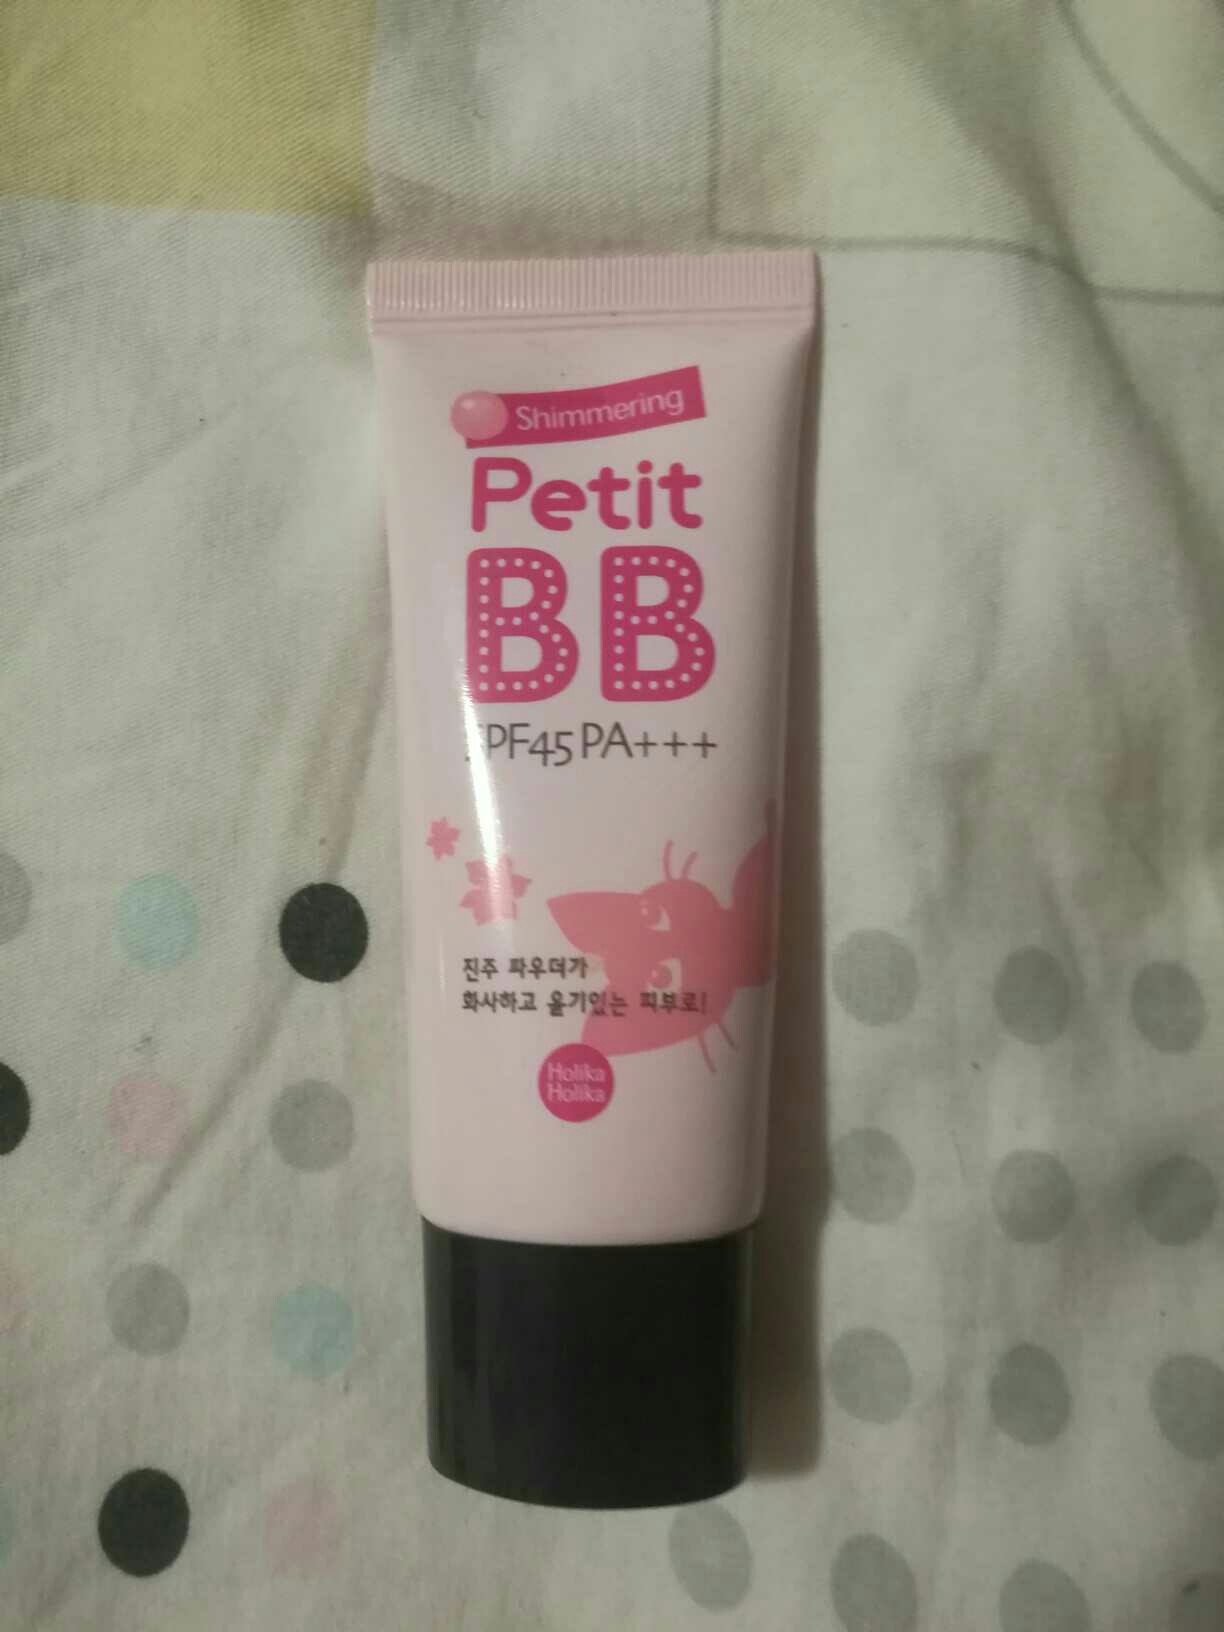 Shimmering
Petit
BB
SPF45 PA+++
진주 파우더가
화사하고 윤기있는 피부로!
Holika
Holika